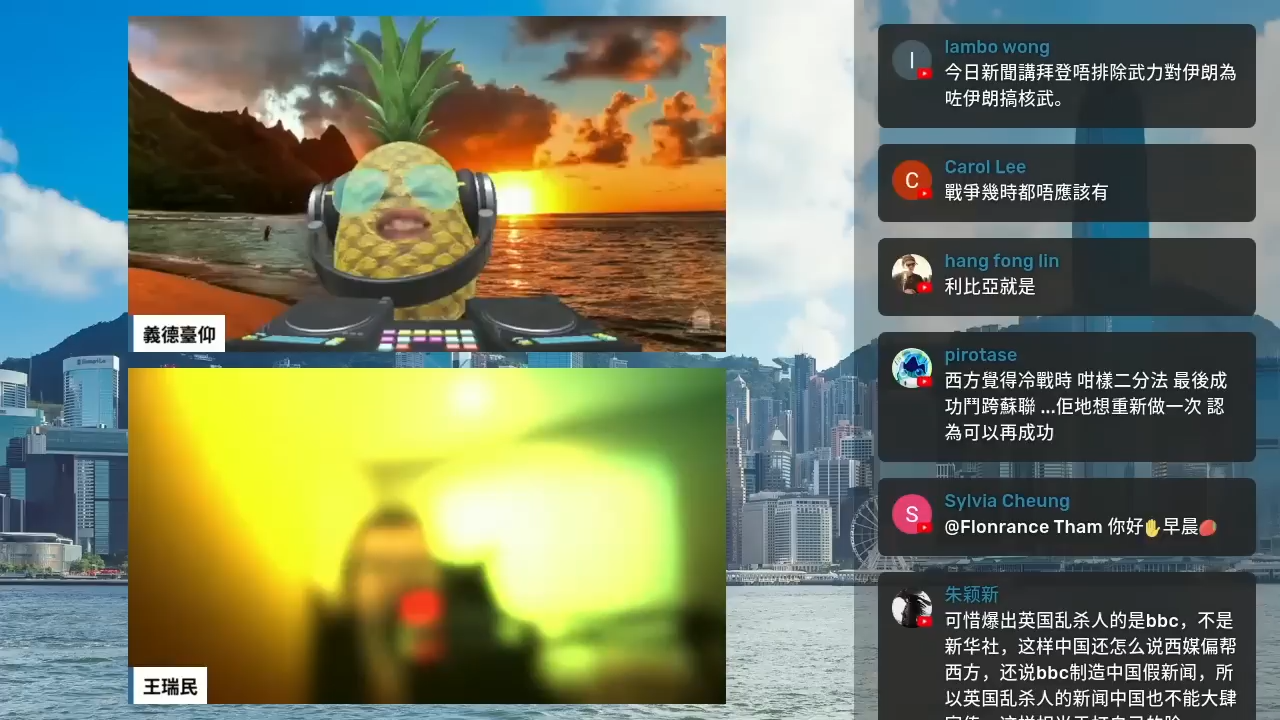 義德臺仰
王瑞民
lambo wong
今日新聞講拜登唔排除武力對伊朗為
咗伊朗搞核武。
Carol Lee
戰爭幾時都唔應該有
hang fong lin
利比亞就是
pirotase
西方覺得冷戰時 咁樣二分法 最後成
功鬥跨蘇聯 ...佢地想重新做一次 認
為可以再成功
Sylvia Cheung
@Flonrance Tham 你好✋早晨🍎
朱颖新
可惜爆出英国乱杀人的是bbc，不是
新华社，这样中国还怎么说西媒偏帮
西方，还说bbc制造中国假新闻，所
以英国乱杀人的新闻中国也不能大肆